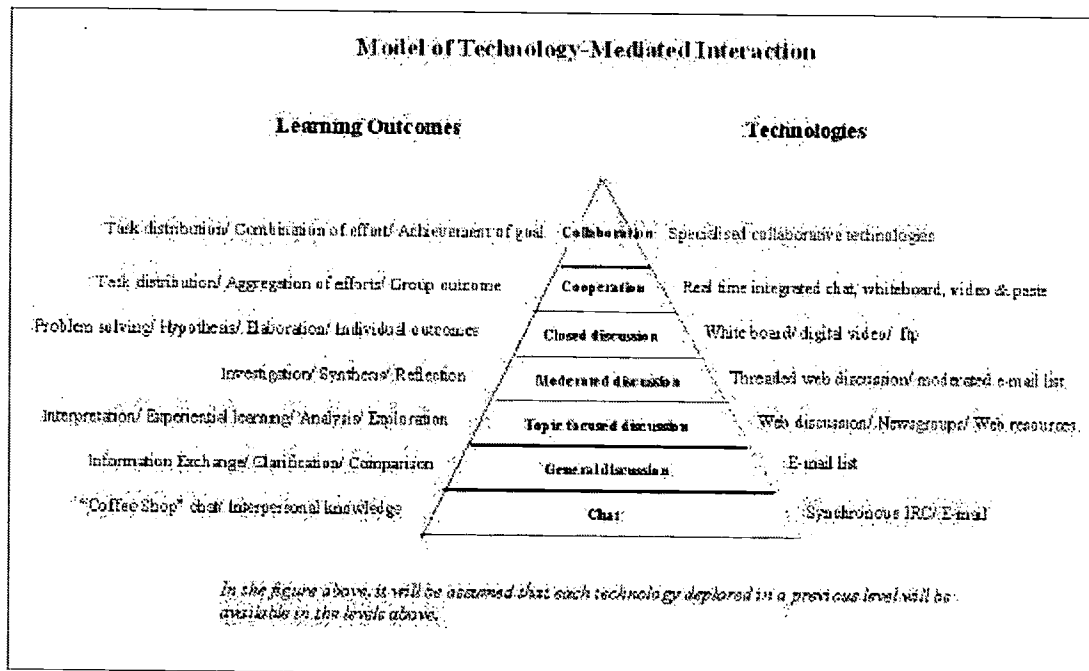 Model of Technology-Mediated Interaction
Learning Outcomes Technologies
Task distribution/ Combination of effort/ Achievement of goal Collaboration Specialised collaborative technologies
Task distribution/ Aggregation of efforts/ Group outcome Cooperation Real time integrated chat, whiteboard, video & paste
Problem solving/ Hypothesis/ Elaboration/ Individual outcomes Closed discussion White board/ digital video/ ftp
Investigation/ Synthesis/ Reflection Moderated discussion Threaded web discussion/ moderated e-mail list
Interpretation/ Experiential learning/ Analysis/ Exploration Topic focused discussion Web discussion/ Newsgroups/ Web resources
Information Exchange/ Clarification/ Comparison General discussion E-mail list
"Coffee Shop" chat/ Interpersonal knowledge Chat Synchronous IRC/ E-mail
In the figure above, it will be assumed that each technology deplored in a previous level will be
available in the levels above.